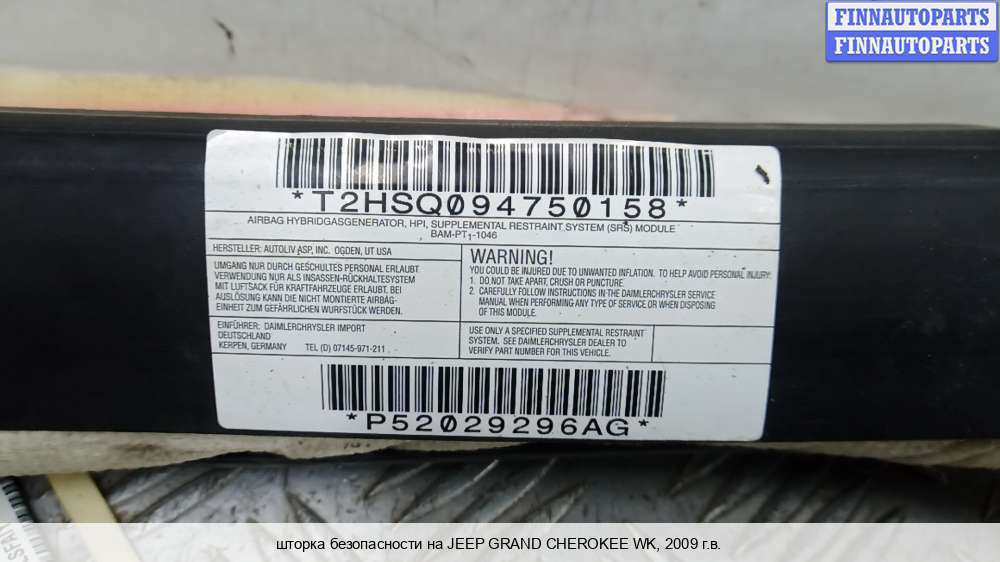 FINNAUTOPARTS
FINNAUTOPARTS
*T2HSQ094750158*
AIRBAG HYBRIDGASGENERATOR, HPI, SUPPLEMENTAL RESTRAINT SYSTEM (SRS) MODULE
BAM-PT1-1046
HERSTELLER: AUTOLIV ASP, INC. OGDEN, UT USA
UMGANG NUR DURCH GESCHULTES PERSONAL ERLAUBT.
VERWENDUNG NUR ALS INSASSEN-RÜCKHALTESYSTEM
MIT LUFTSACK FÜR KRAFTFAHRZEUGE ERLAUBT. BEI
AUSLÖSUNG KANN DIE NICHT MONTIERTE AIRBAG-
EINHEIT ZUM GEFÄHRLICHEN WURFSTÜCK WERDEN.
EINFÜHRER: DAIMLERCHRYSLER IMPORT
DEUTSCHLAND
KERPEN, GERMANY TEL (D) 07145-971-211
WARNING!
YOU COULD BE INJURED DUE TO UNWANTED INFLATION. TO HELP AVOID PERSONAL INJURY:
1. DO NOT TAKE APART, CRUSH OR PUNCTURE.
2. CAREFULLY FOLLOW INSTRUCTIONS IN THE DAIMLERCHRYSLER SERVICE
MANUAL WHEN PERFORMING ANY TYPE OF SERVICE OR WHEN DISPOSING
OF THIS MODULE.
USE ONLY A SPECIFIED SUPPLEMENTAL RESTRAINT
SYSTEM. SEE DAIMLERCHRYSLER DEALER TO
VERIFY PART NUMBER FOR THIS VEHICLE.
*P52029296AG*
шторка безопасности на JEEP GRAND CHEROKEE WK, 2009 г.в.